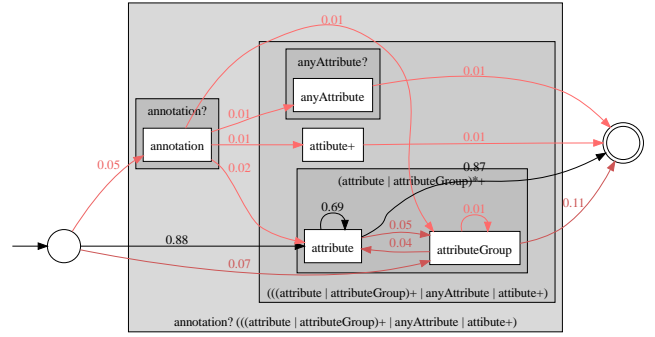 0.01
anyAttribute?
0.01
anyAttribute
annotation?
0.01
annotation
0.01
attibute+
0.01
0.05
0.02
0.87
(attribute | attributeGroup)*+
0.69
0.05
0.01
0.11
0.88
attribute
0.04
attributeGroup
0.07
(((attribute | attributeGroup)+ | anyAttribute | attibute+)
annotation? (((attribute | attributeGroup)+ | anyAttribute | attibute+)